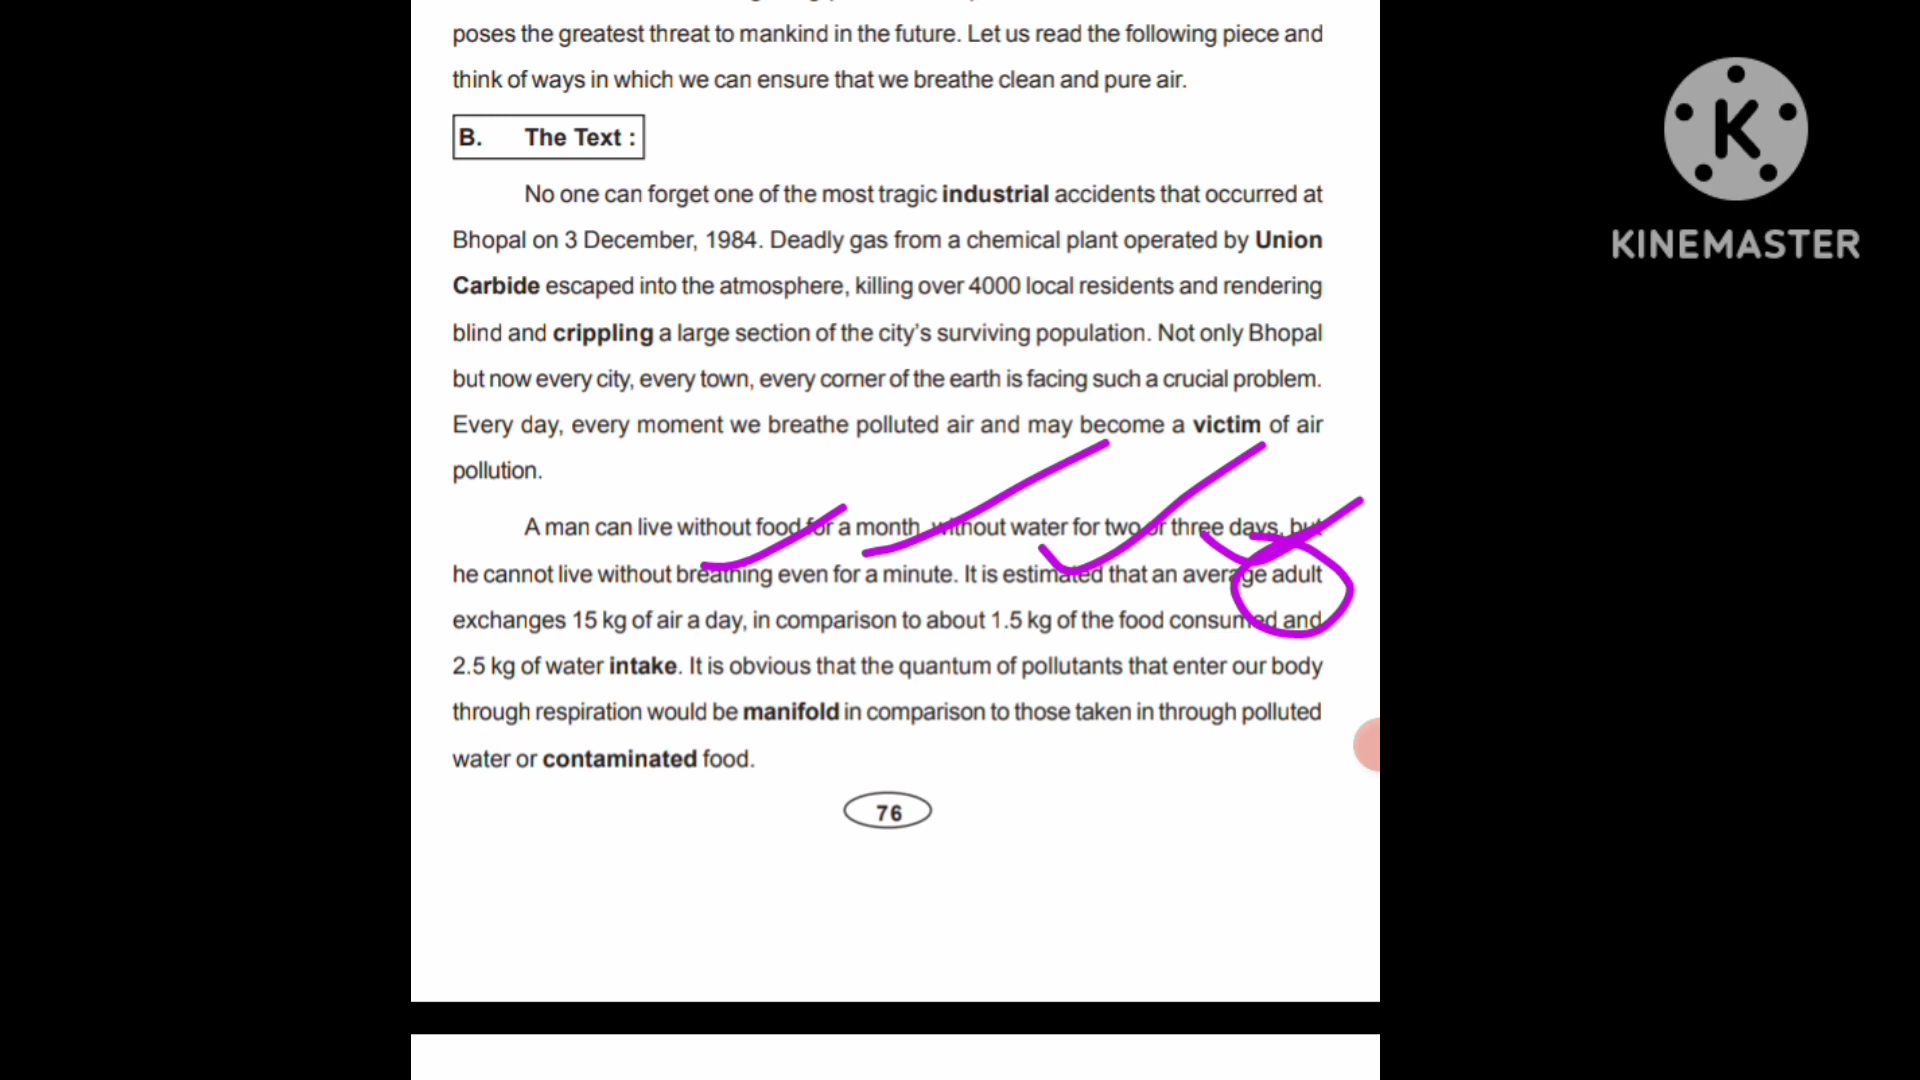 poses the greatest threat to mankind in the future. Let us read the following piece and
think of ways in which we can ensure that we breathe clean and pure air.
B. The Text :
No one can forget one of the most tragic industrial accidents that occurred at
Bhopal on 3 December, 1984. Deadly gas from a chemical plant operated by Union
Carbide escaped into the atmosphere, killing over 4000 local residents and rendering
blind and crippling a large section of the city's surviving population. Not only Bhopal
but now every city, every town, every corner of the earth is facing such a crucial problem.
Every day, every moment we breathe polluted air and may become a victim of air
pollution.
A man can live without food for a month, without water for two or three days, but
he cannot live without breathing even for a minute. It is estimated that an average adult
exchanges 15 kg of air a day, in comparison to about 1.5 kg of the food consumed and
2.5 kg of water intake. It is obvious that the quantum of pollutants that enter our body
through respiration would be manifold in comparison to those taken in through polluted
water or contaminated food.
76
K
KINEMASTER